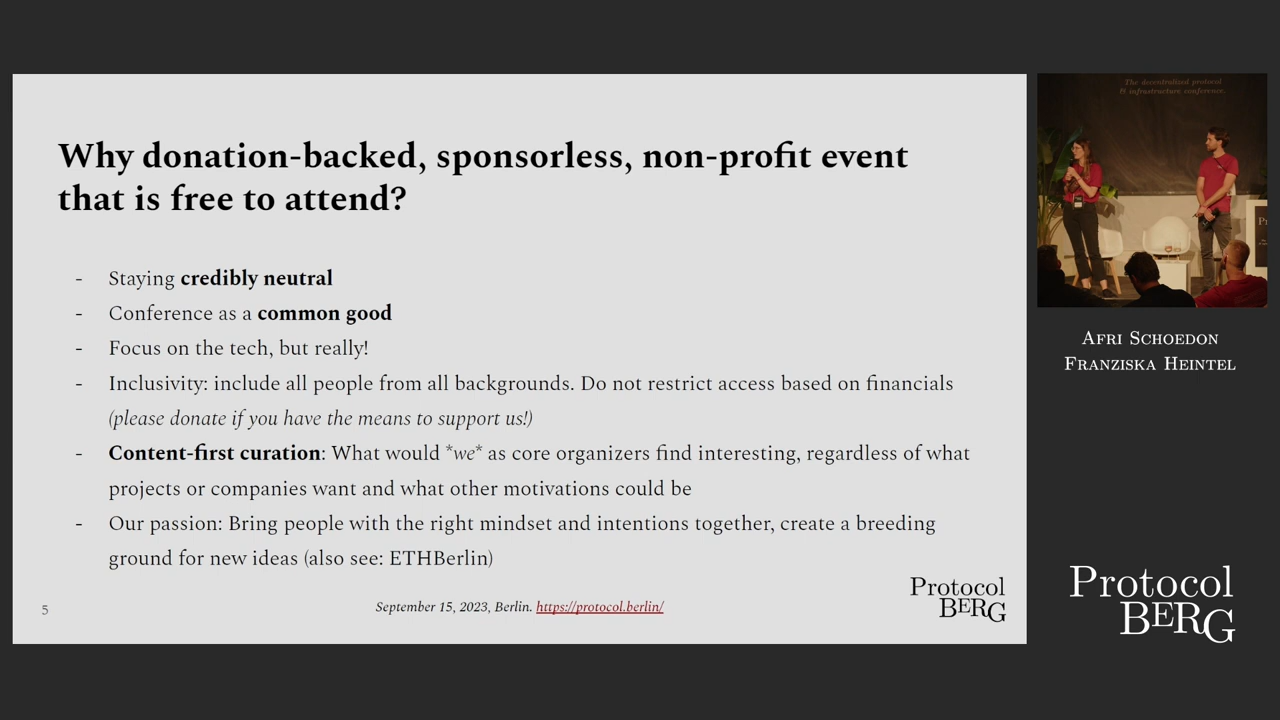 Why donation-backed, sponsorless, non-profit event
that is free to attend?
- Staying credibly neutral
- Conference as a common good
- Focus on the tech, but really!
- Inclusivity: include all people from all backgrounds. Do not restrict access based on financials
(please donate if you have the means to support us!)
- Content-first curation: What would *we* as core organizers find interesting, regardless of what
projects or companies want and what other motivations could be
- Our passion: Bring people with the right mindset and intentions together, create a breeding
ground for new ideas (also see: ETHBerlin)
5
September 15, 2023, Berlin. https://protocol.berlin/
Protocol
BERG
The decentralized protocol
& infrastructure conference.
Afri Schoedon
Franziska Heintel
Protocol
BERG